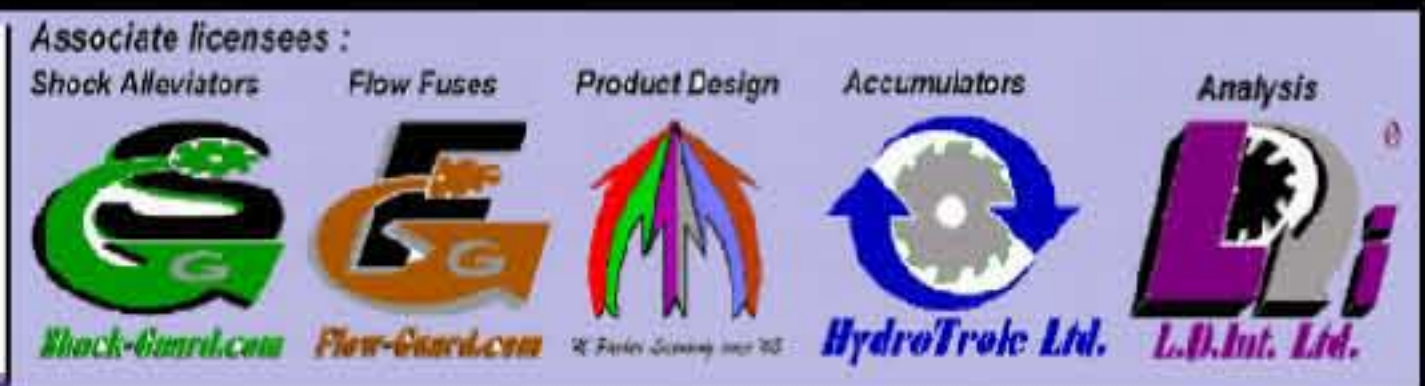 Associate licensees :
Shock Alleviators
Flow Fuses
Product Design
Accumulators
Analysis
G
G
Shock-Guard.com
Flow-Guard.com
HydroTrole Ltd.
L.D.Int. Ltd.